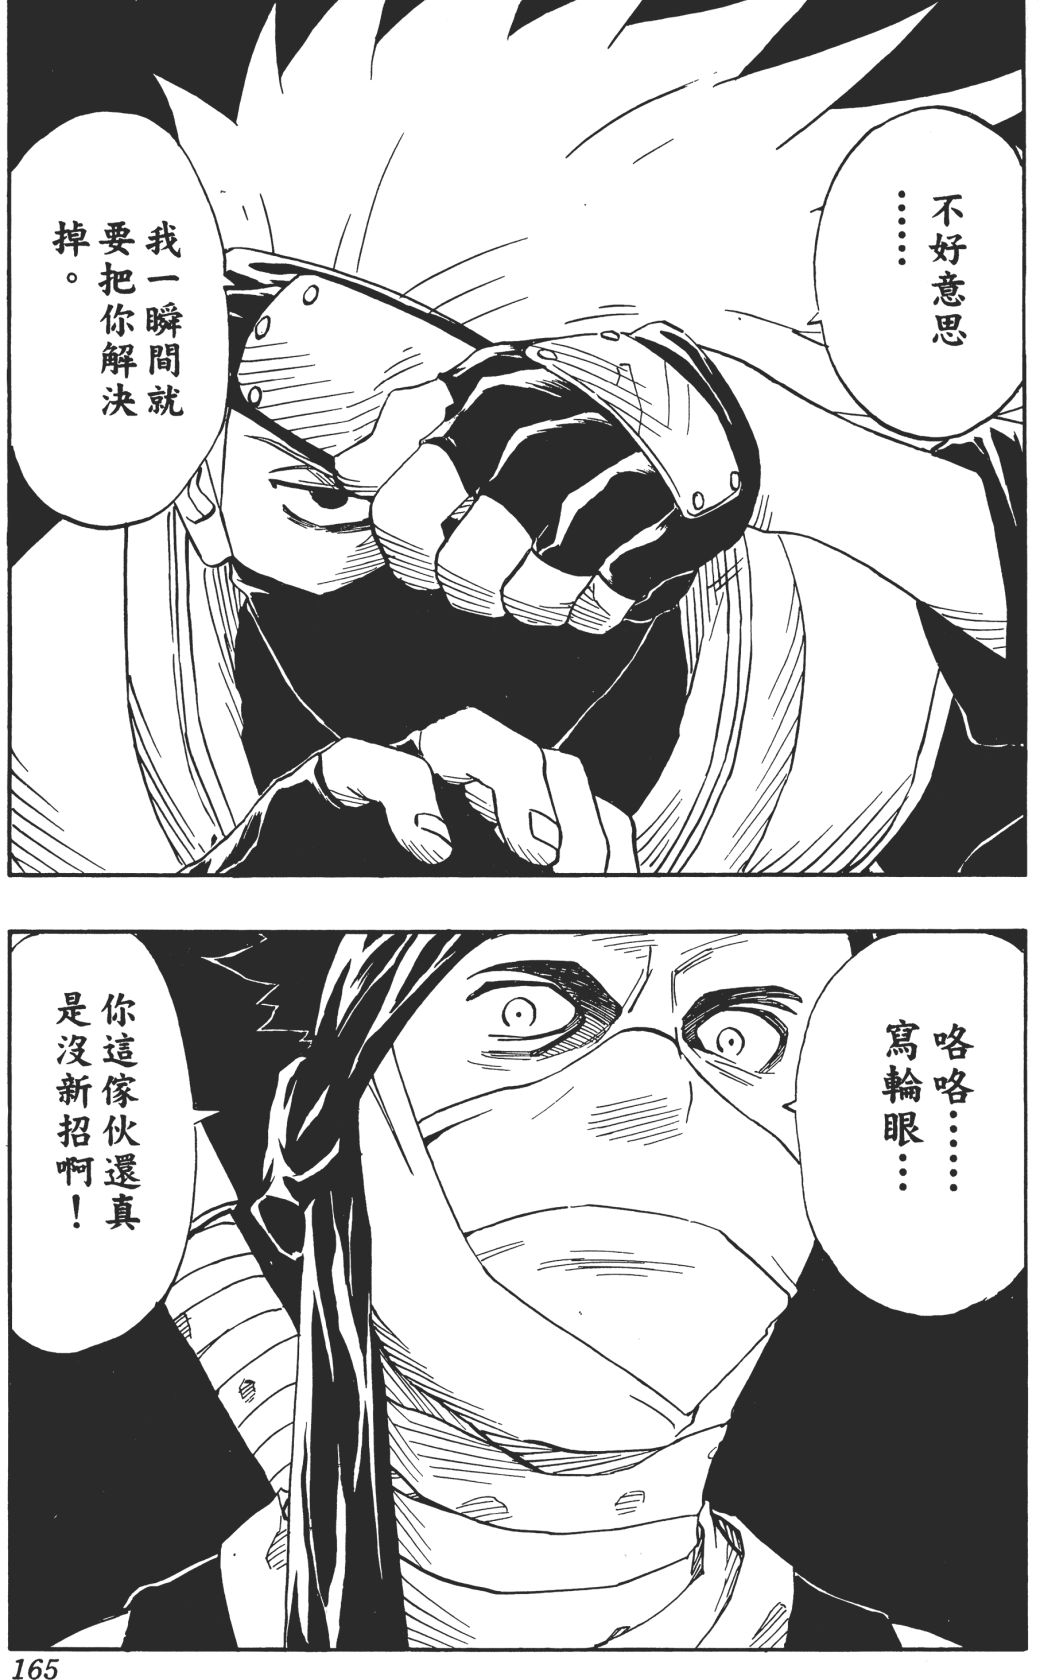 不好意思
……
我一瞬間就
要把你解決
掉。
咯咯……
寫輪眼…
你這傢伙還真
是沒新招啊！
165